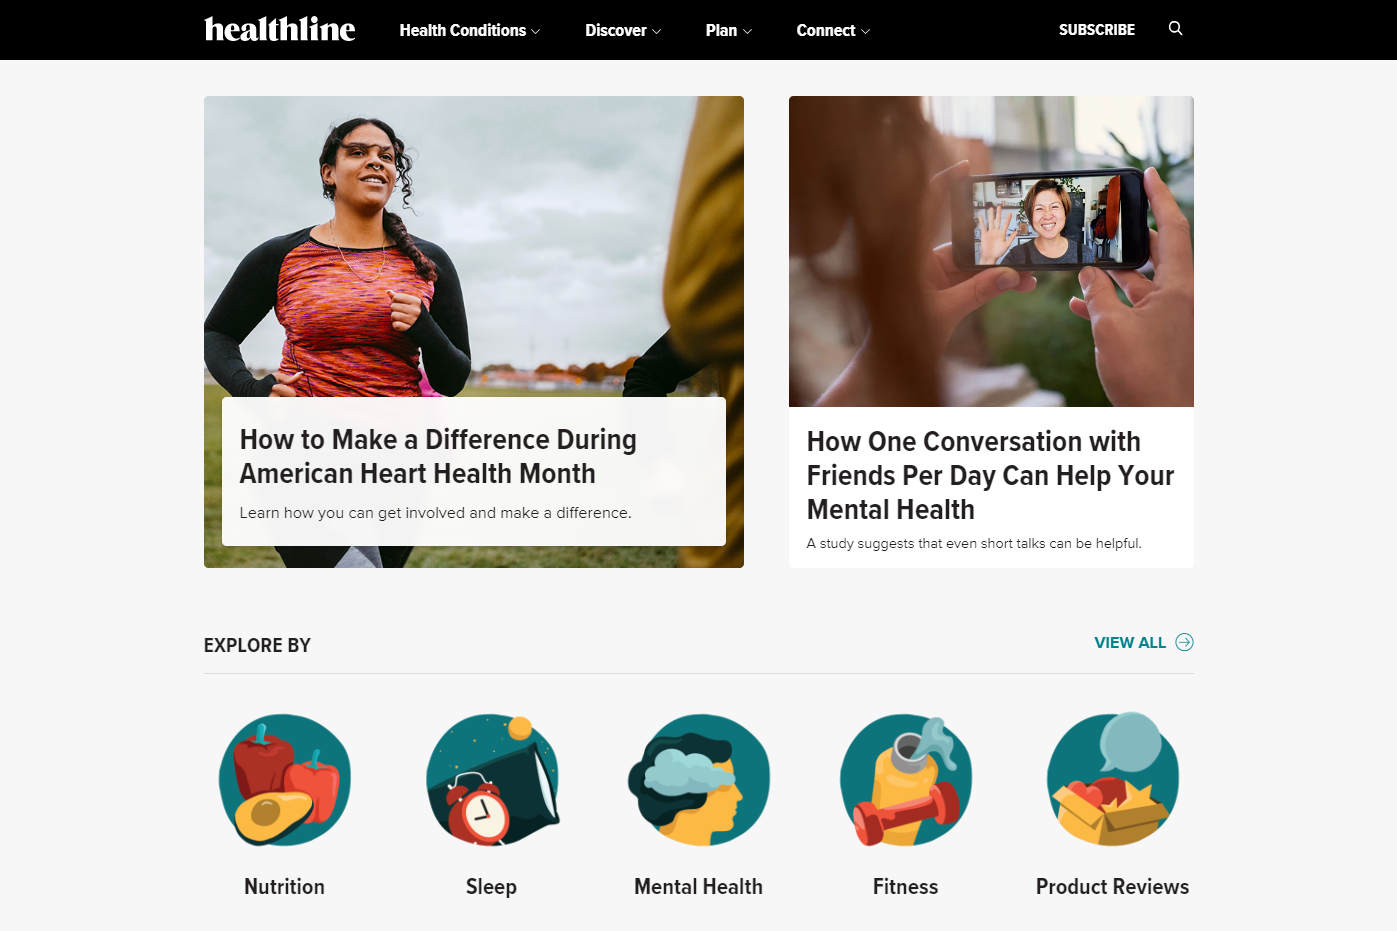 healthline
Health Conditions
Discover
Plan
Connect
SUBSCRIBE
How to Make a Difference During
American Heart Health Month
Learn how you can get involved and make a difference.
How One Conversation with
Friends Per Day Can Help Your
Mental Health
A study suggests that even short talks can be helpful.
EXPLORE BY
VIEW ALL
Nutrition
Sleep
Mental Health
Fitness
Product Reviews